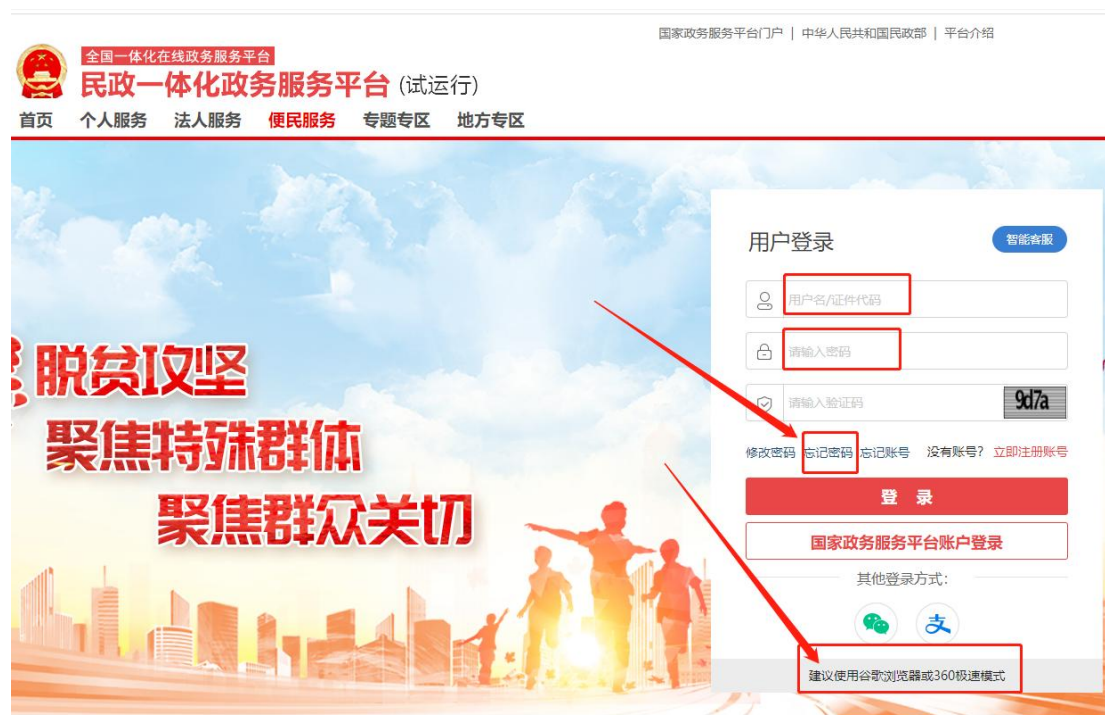 国家政务服务平台门户 | 中华人民共和国民政部 | 平台介绍
全国一体化在线政务服务平台
民政一体化政务服务平台 (试运行)
首页 个人服务 法人服务 便民服务 专题专区 地方专区
用户登录 智能客服
用户名/证件代码
请输入密码
请输入验证码 9d7a
修改密码 忘记密码 忘记账号 没有账号? 立即注册账号
登 录
国家政务服务平台账户登录
其他登录方式:
支
建议使用谷歌浏览器或360极速模式
脱贫攻坚
聚焦特殊群体
聚焦群众关切